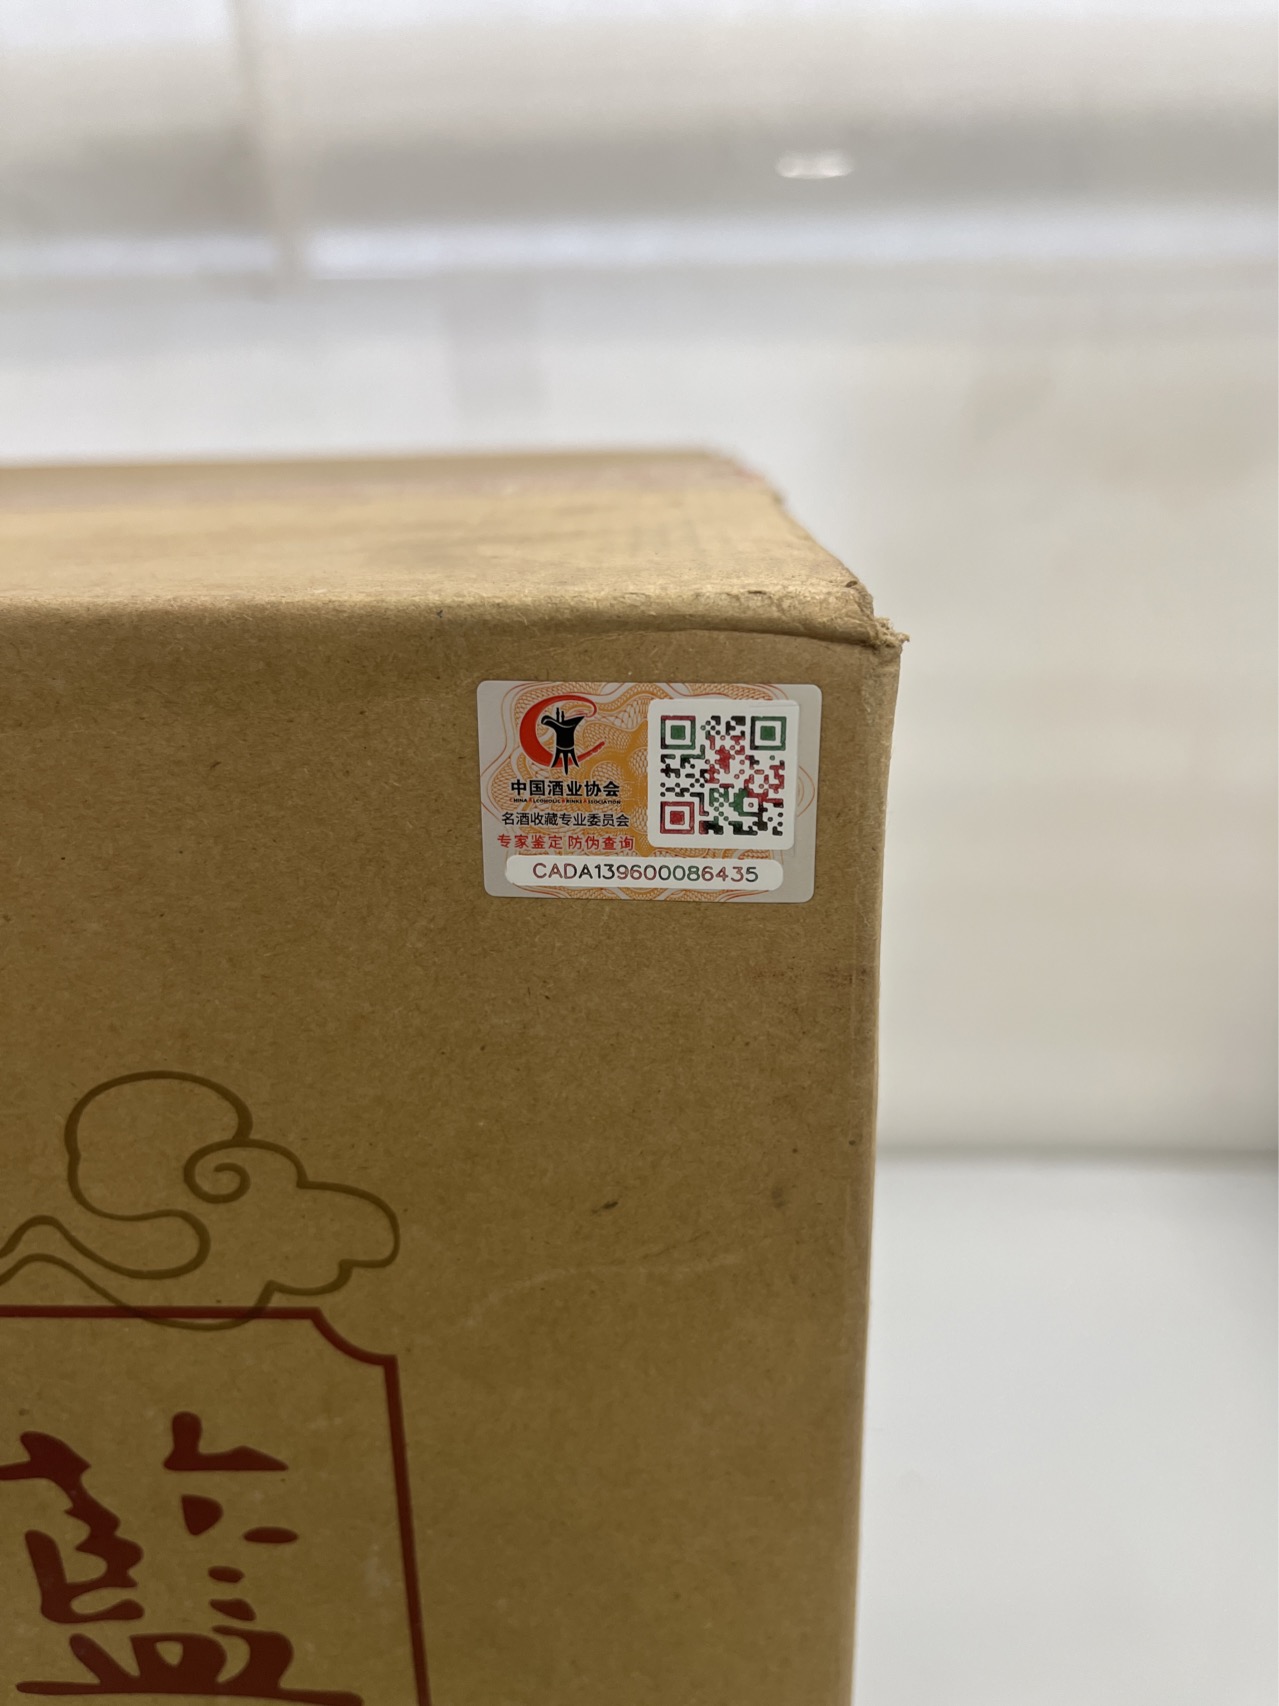 中国酒业协会
CHINA ALCOHOLIC DRINKS ASSOCIATION
名酒收藏专业委员会
专家鉴定 防伪查询
CADA139600086435
蓝